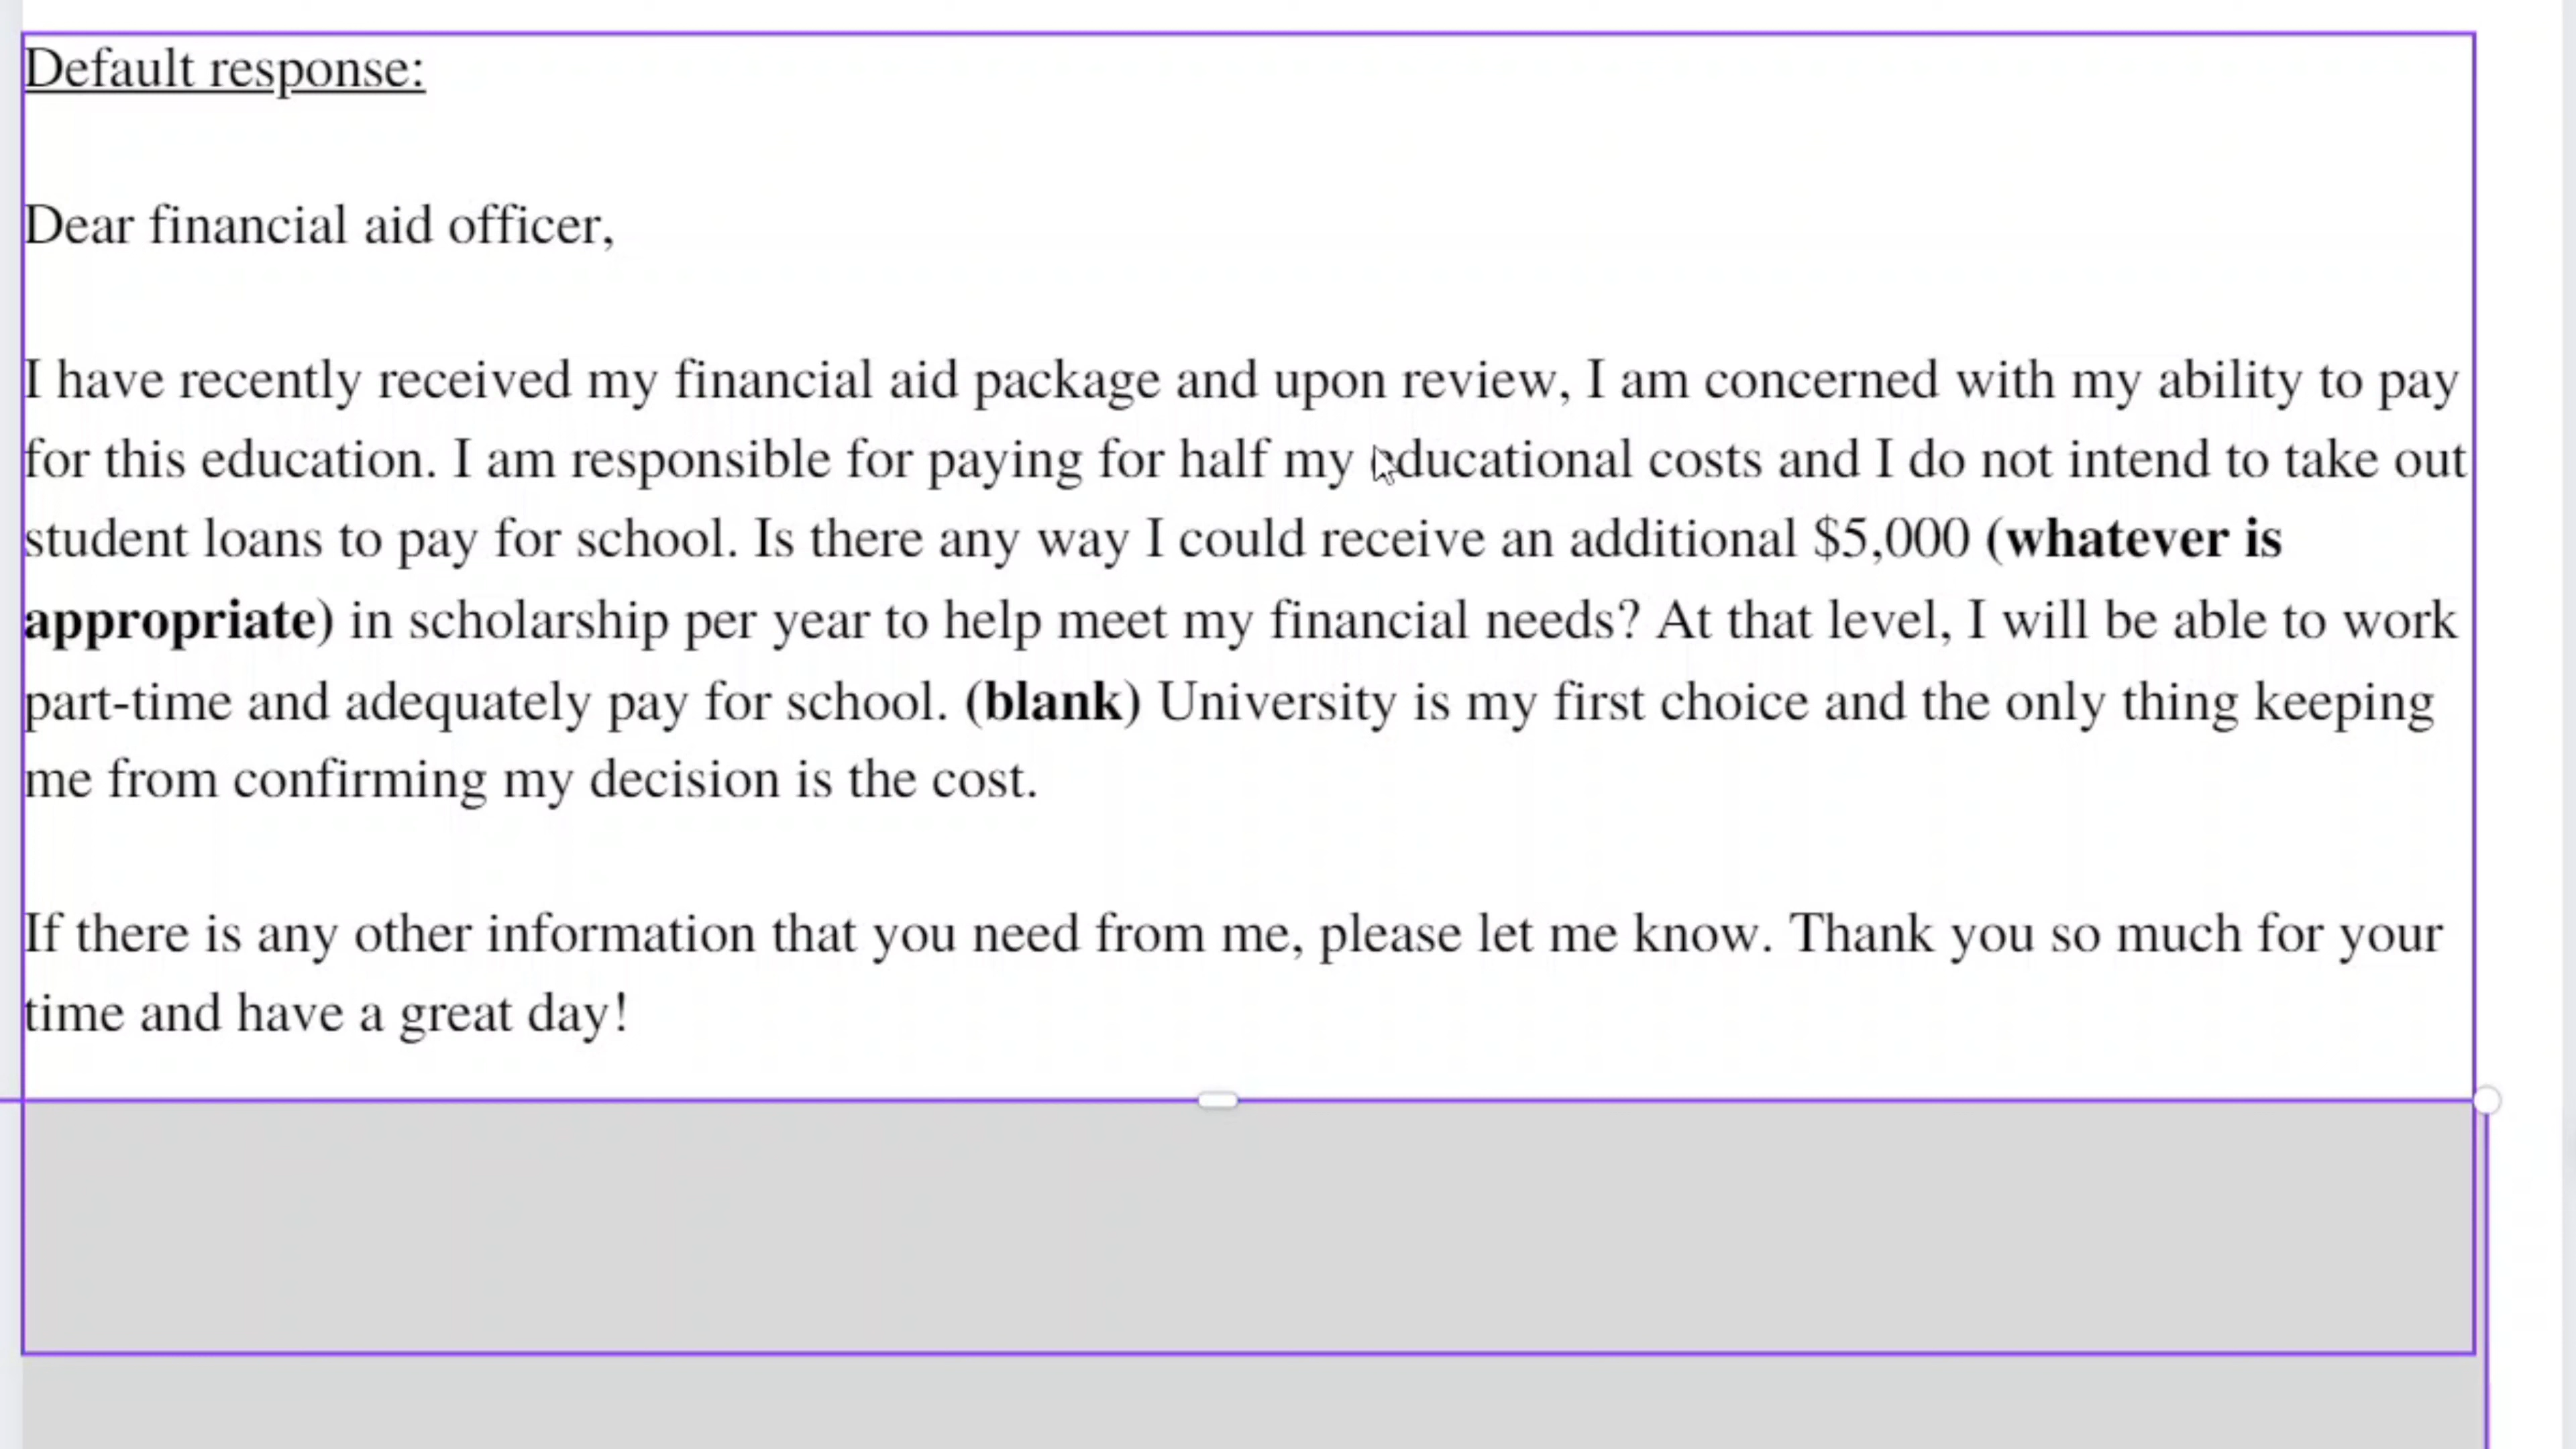 Default response:
Dear financial aid officer,
I have recently received my financial aid package and upon review, I am concerned with my ability to pay
for this education. I am responsible for paying for half my educational costs and I do not intend to take out
student loans to pay for school. Is there any way I could receive an additional $5,000 (whatever is
appropriate) in scholarship per year to help meet my financial needs? At that level, I will be able to work
part-time and adequately pay for school. (blank) University is my first choice and the only thing keeping
me from confirming my decision is the cost.
If there is any other information that you need from me, please let me know. Thank you so much for your
time and have a great day!